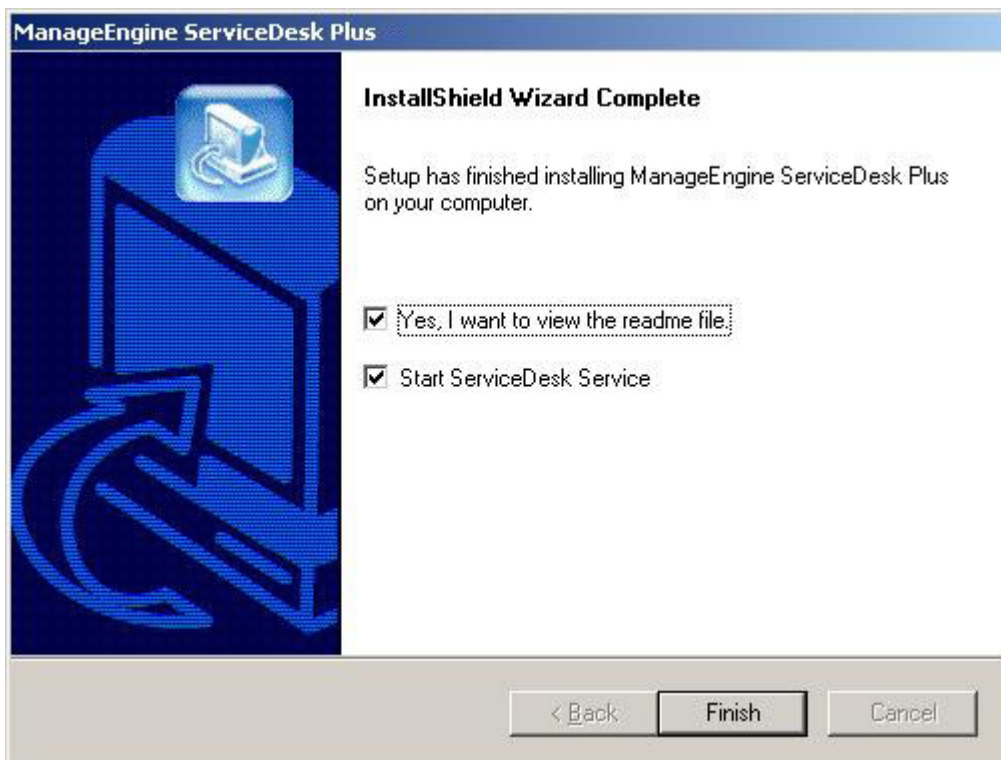 ManageEngine ServiceDesk Plus
InstallShield Wizard Complete
Setup has finished installing ManageEngine ServiceDesk Plus
on your computer.
Yes, I want to view the readme file.
Start ServiceDesk Service
< Back
Finish
Cancel